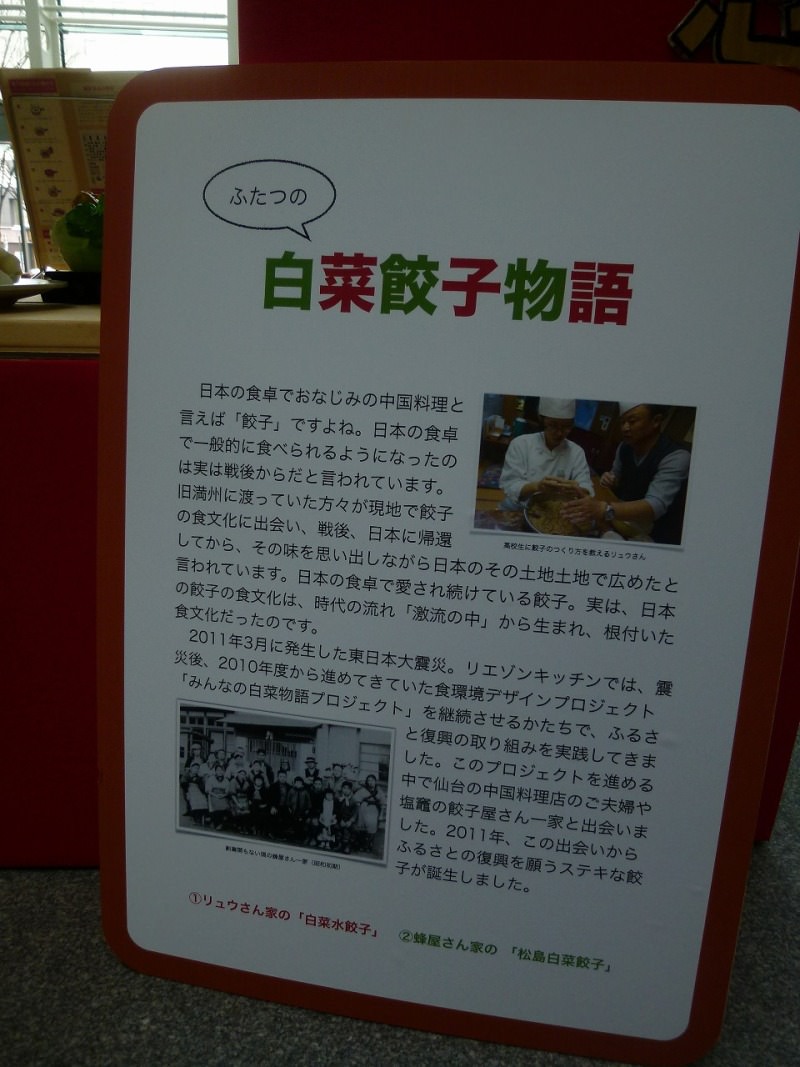 ふたつの
白菜餃子物語
日本の食卓でおなじみの中国料理と
言えば「餃子」ですよね。日本の食卓
で一般的に食べられるようになったの
は実は戦後からだと言われています。
旧満州に渡っていた方々が現地で餃子
の食文化に出会い、戦後、日本に帰還
してから、その味を思い出しながら日本のその土地土地で広めたと
言われています。日本の食卓で愛され続けている餃子。実は、日本
の餃子の食文化は、時代の流れ「激流の中」から生まれ、根付いた
食文化だったのです。
高校生に餃子のつくり方を教えるリュウさん
2011年3月に発生した東日本大震災。リエゾンキッチンでは、震
災後、2010年度から進めてきていた食環境デザインプロジェクト
「みんなの白菜物語プロジェクト」を継続させるかたちで、ふるさ
と復興の取り組みを実践してきま
した。このプロジェクトを進める
中で仙台の中国料理店のご夫婦や
塩竈の餃子屋さん一家と出会いま
した。2011年、この出会いから
ふるさとの復興を願うステキな餃
子が誕生しました。
創業間もない頃の蜂屋さん一家（昭和初期）
①リュウさん家の「白菜水餃子」
②蜂屋さん家の 「松島白菜餃子」